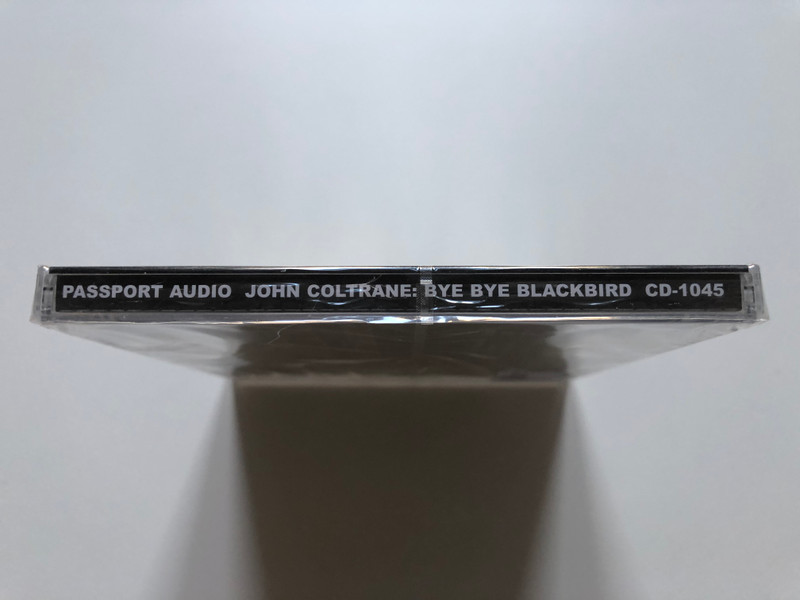 PASSPORT AUDIO JOHN COLTRANE: BYE BYE BLACKBIRD CD-1045